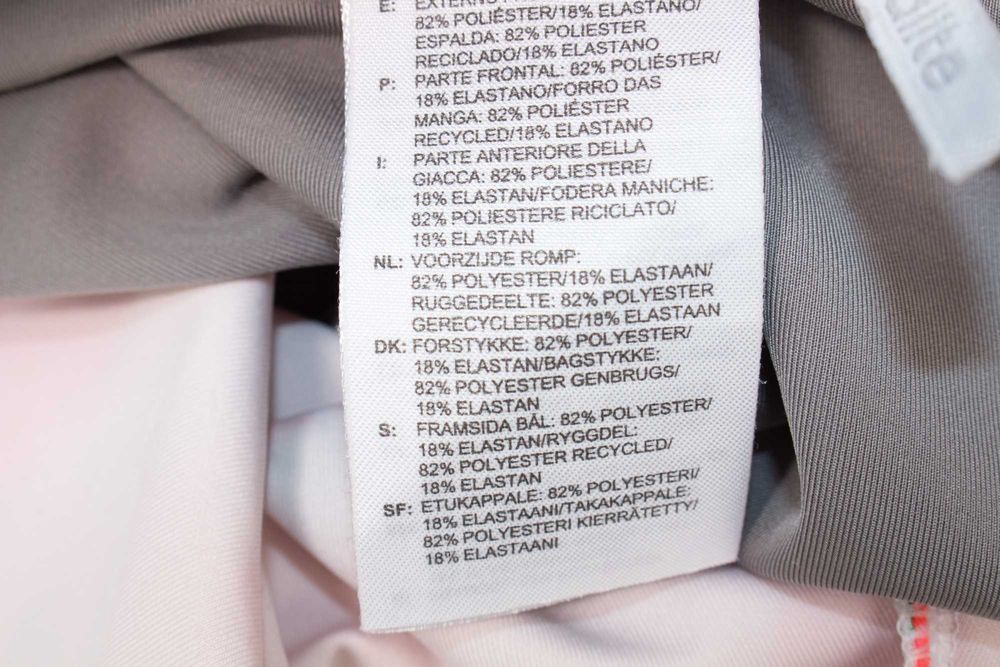 E: EXTERNO
82% POLIÉSTER/18% ELASTANO/
ESPALDA: 82% POLIESTER
RECICLADO/18% ELASTANO
P: PARTE FRONTAL: 82% POLIÉSTER/
18% ELASTANO/FORRO DAS
MANGA: 82% POLIÉSTER
RECYCLED/18% ELASTANO
I: PARTE ANTERIORE DELLA
GIACCA: 82% POLIESTERE/
18% ELASTAN/FODERA MANICHE:
82% POLIESTERE RICICLATO/
18% ELASTAN
NL: VOORZIJDE ROMP:
82% POLYESTER/18% ELASTAAN/
RUGGEDEELTE: 82% POLYESTER
GERECYCLEERDE/18% ELASTAAN
DK: FORSTYKKE: 82% POLYESTER/
18% ELASTAN/BAGSTYKKE:
82% POLYESTER GENBRUGS/
18% ELASTAN
S: FRAMSIDA BÅL: 82% POLYESTER/
18% ELASTAN/RYGGDEL:
82% POLYESTER RECYCLED/
18% ELASTAN
SF: ETUKAPPALE: 82% POLYESTERI/
18% ELASTAANI/TAKAKAPPALE:
82% POLYESTERI KIERRÄTETTY/
18% ELASTAANI